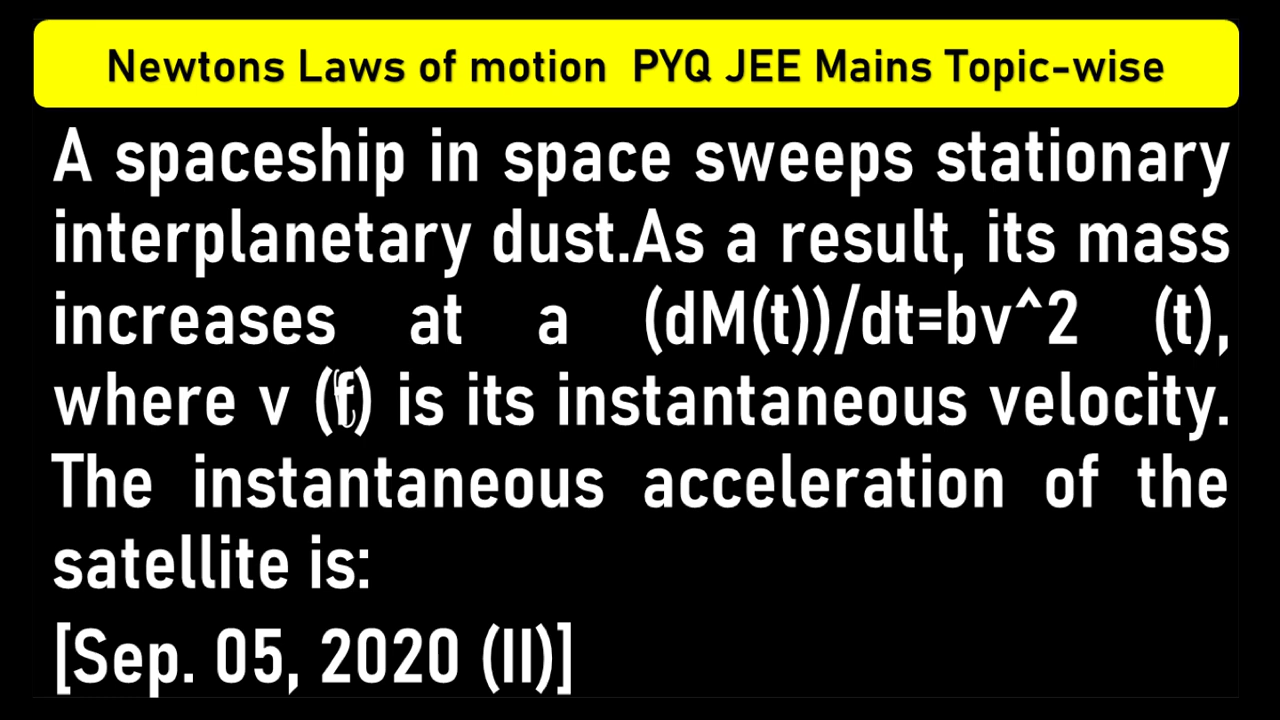 Newtons Laws of motion PYQ JEE Mains Topic-wise
A spaceship in space sweeps stationary
interplanetary dust.As a result, its mass
increases at a (dM(t))/dt=bv^2 (t),
where v () is its instantaneous velocity.
The instantaneous acceleration of the
satellite is:
[Sep. 05, 2020 (II)]